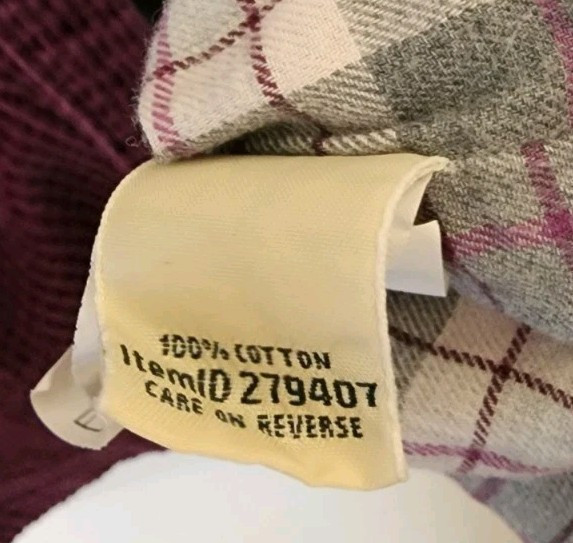 100% COTTON
ItemID 279407
CARE ON REVERSE